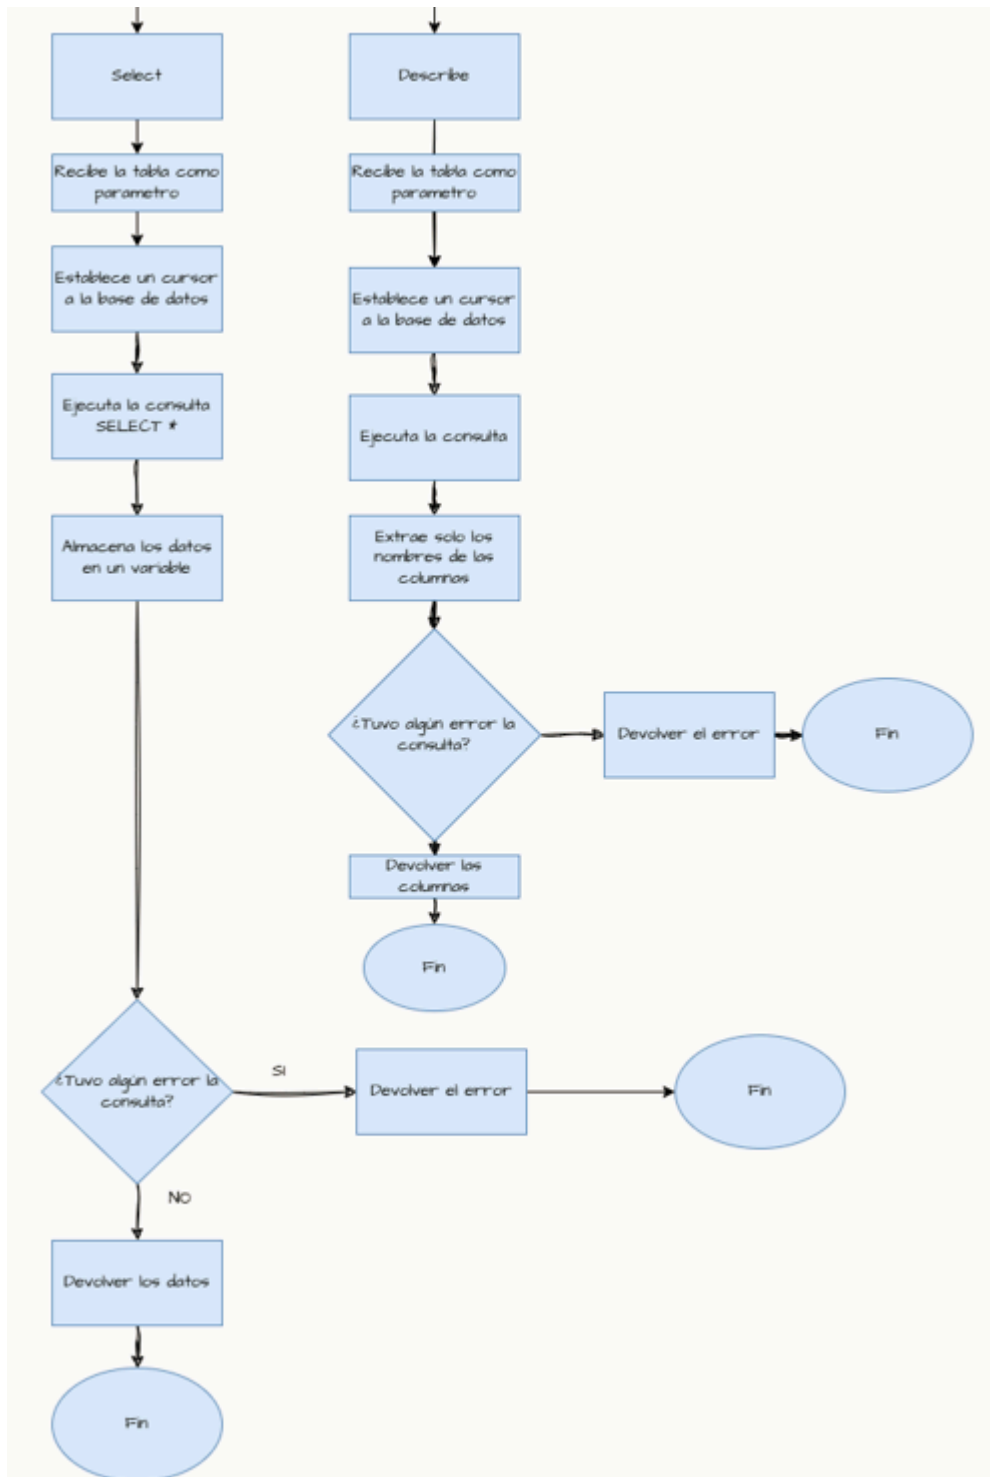 Select
Recibe la tabla como
parametro
Establece un cursor
a la base de datos
Ejecuta la consulta
SELECT *
Almacena los datos
en un variable
¿Tuvo algún error la
consulta?
SI
Devolver el error
Fin
NO
Devolver los datos
Fin
Describe
Recibe la tabla como
parametro
Establece un cursor
a la base de datos
Ejecuta la consulta
Extrae solo los
nombres de las
columnas
¿Tuvo algún error la
consulta?
Devolver el error
Fin
Devolver las
columnas
Fin